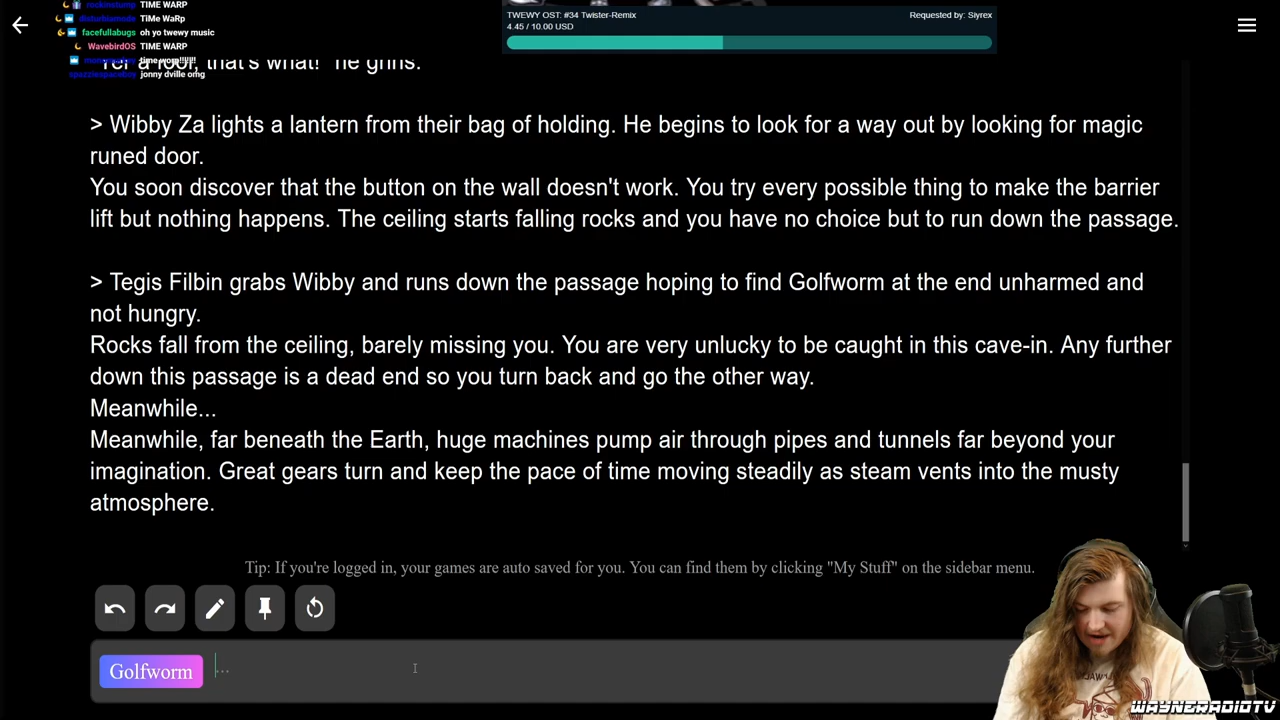 rockinstump TIME WARP
disturbiamode TiMe WaRp
facefullabugs oh yo twewy music
WavebirdOS TIME WARP
time worp!!!!!!!
spazzlespacebry jonny dville omg
TWEWY OST: #34 Twister-Remix
Requested by: Siyrex
4.45 / 10.00 USD
"Yer a fool, that's what!" he grins.
> Wibby Za lights a lantern from their bag of holding. He begins to look for a way out by looking for magic
runed door.
You soon discover that the button on the wall doesn't work. You try every possible thing to make the barrier
lift but nothing happens. The ceiling starts falling rocks and you have no choice but to run down the passage.
> Tegis Filbin grabs Wibby and runs down the passage hoping to find Golfworm at the end unharmed and
not hungry.
Rocks fall from the ceiling, barely missing you. You are very unlucky to be caught in this cave-in. Any further
down this passage is a dead end so you turn back and go the other way.
Meanwhile...
Meanwhile, far beneath the Earth, huge machines pump air through pipes and tunnels far beyond your
imagination. Great gears turn and keep the pace of time moving steadily as steam vents into the musty
atmosphere.
Tip: If you're logged in, your games are auto saved for you. You can find them by clicking "My Stuff" on the sidebar menu.
Golfworm ...
WAYNERADIOTV